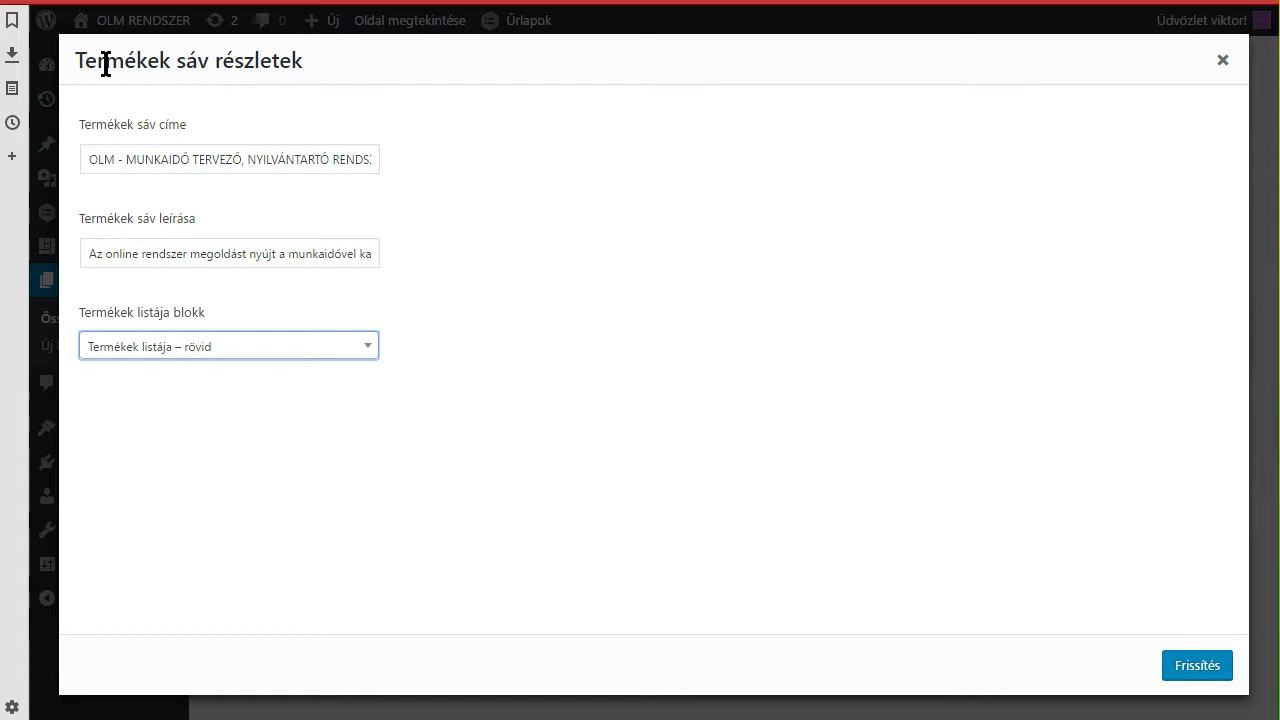 OLM RENDSZER 2 0 Új Oldal megtekintése Űrlapok Üdvözlet viktor!
Termékek sáv részletek
Termékek sáv címe
OLM - MUNKAIDŐ TERVEZŐ, NYILVÁNTARTÓ
Termékek sáv leírása
Az online rendszer megoldást nyújt a munkaidővel ka
Termékek listája blokk
Termékek listája – rövid
Frissítés